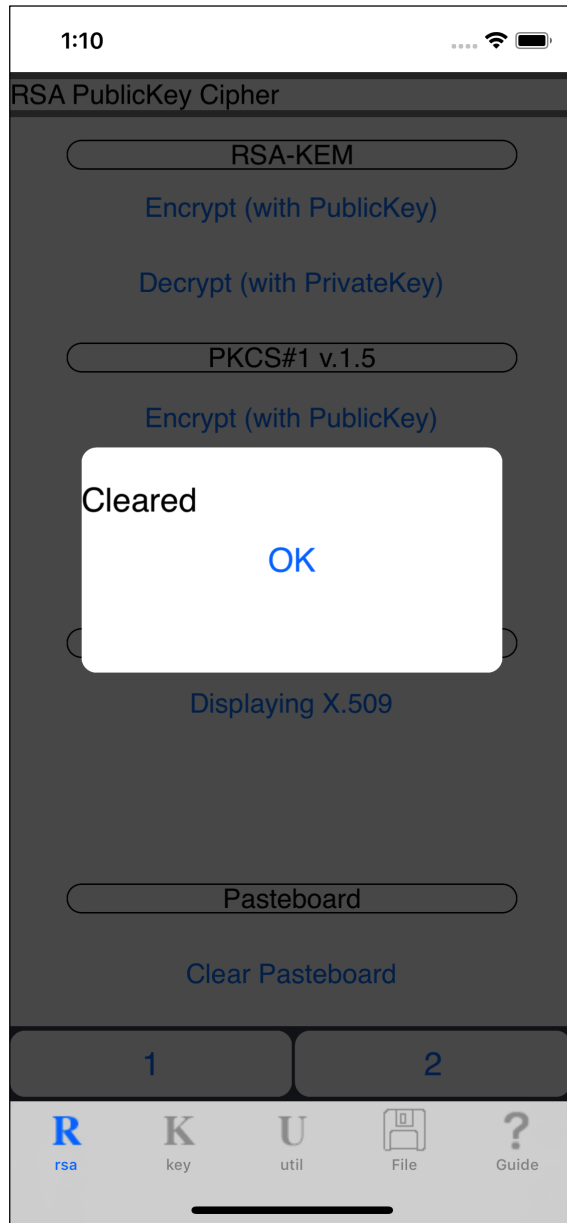 1:10
RSA PublicKey Cipher
RSA-KEM
Encrypt (with PublicKey)
Decrypt (with PrivateKey)
PKCS#1 v.1.5
Encrypt (with PublicKey)
Cleared
OK
Displaying X.509
Pasteboard
Clear Pasteboard
1 2
R K U ?
rsa key util File Guide